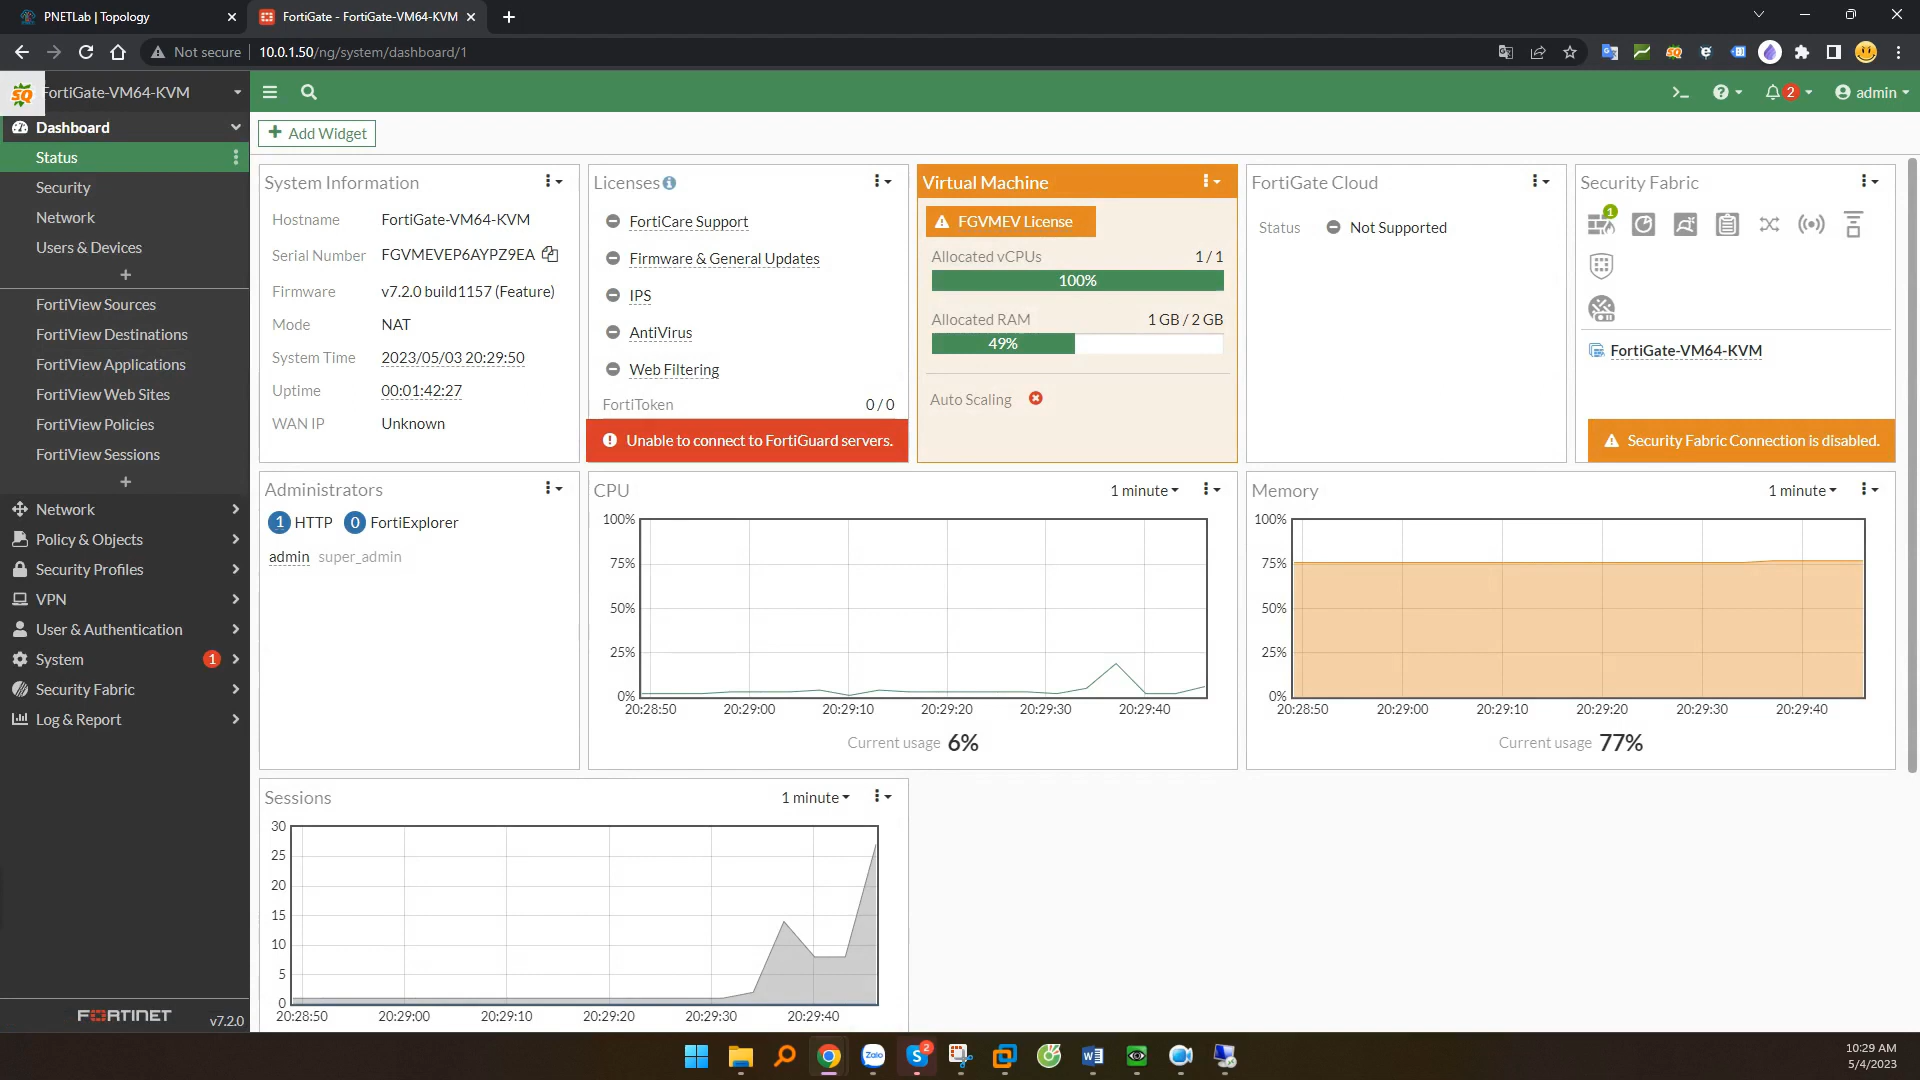 PNETLab | Topology
FortiGate - FortiGate-VM64-KVM
Not secure
10.0.1.50/ng/system/dashboard/1
FortiGate-VM64-KVM
2
admin
Dashboard
Status
Security
Network
Users & Devices
FortiView Sources
FortiView Destinations
FortiView Applications
FortiView Web Sites
FortiView Policies
FortiView Sessions
Network
Policy & Objects
Security Profiles
VPN
User & Authentication
System 1
Security Fabric
Log & Report
FORTINET
v7.2.0
Add Widget
System Information
Hostname FortiGate-VM64-KVM
Serial Number FGVMEVEP6AYPZ9EA
Firmware v7.2.0 build1157 (Feature)
Mode NAT
System Time 2023/05/03 20:29:50
Uptime 00:01:42:27
WAN IP Unknown
Licenses
FortiCare Support
Firmware & General Updates
IPS
AntiVirus
Web Filtering
FortiToken 0 / 0
Unable to connect to FortiGuard servers.
Virtual Machine
FGVMEV License
Allocated vCPUs 1 / 1
100%
Allocated RAM 1 GB / 2 GB
49%
Auto Scaling
FortiGate Cloud
Status Not Supported
Security Fabric
1
FortiGate-VM64-KVM
Security Fabric Connection is disabled.
Administrators
1 HTTP 0 FortiExplorer
admin super_admin
CPU
1 minute
100%
75%
50%
25%
0%
20:28:50 20:29:00 20:29:10 20:29:20 20:29:30 20:29:40
Current usage 6%
Memory
1 minute
100%
75%
50%
25%
0%
20:28:50 20:29:00 20:29:10 20:29:20 20:29:30 20:29:40
Current usage 77%
Sessions
1 minute
30
25
20
15
10
5
0
20:28:50 20:29:00 20:29:10 20:29:20 20:29:30 20:29:40
Zalo
2
10:29 AM
5/4/2023